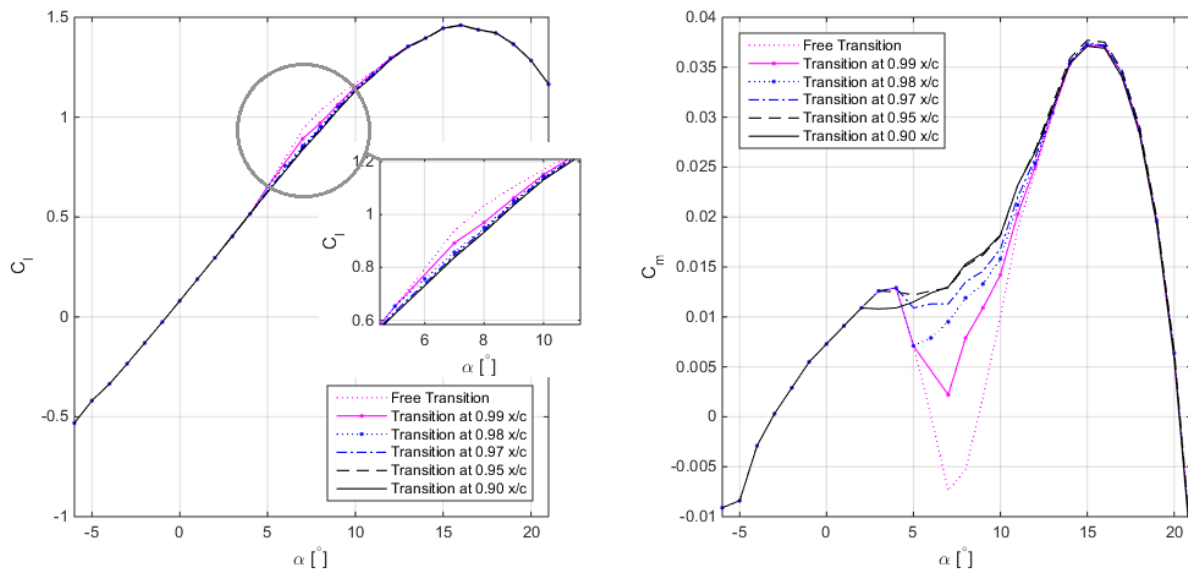 1.5
1
0.5
0
-0.5
-1
C_l
-5
0
5
10
15
20
α [°]
1.2
1
0.8
0.6
C_l
6
8
10
α [°]
Free Transition
Transition at 0.99 x/c
Transition at 0.98 x/c
Transition at 0.97 x/c
Transition at 0.95 x/c
Transition at 0.90 x/c
0.040
0.035
0.030
0.025
0.020
0.015
0.010
0.005
0
-0.005
-0.01
C_m
-5
0
5
10
15
20
α [°]
Free Transition
Transition at 0.99 x/c
Transition at 0.98 x/c
Transition at 0.97 x/c
Transition at 0.95 x/c
Transition at 0.90 x/c